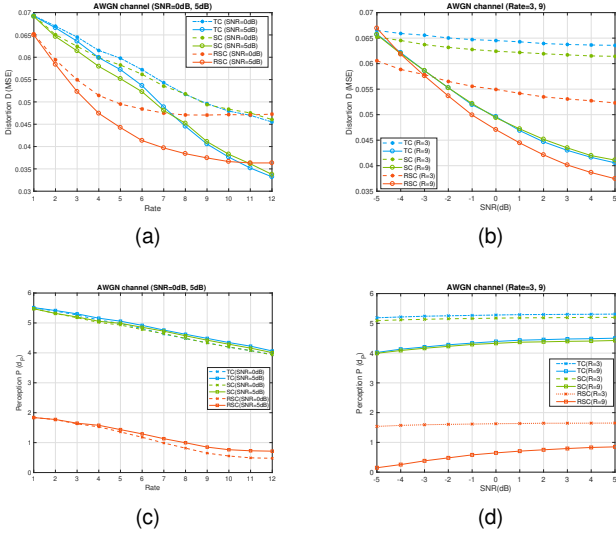 AWGN channel (SNR=0dB, 5dB)
0.07
0.065
0.06
0.055
0.05
0.045
0.04
0.035
0.03
Distortion D (MSE)
TC (SNR=0dB)
TC (SNR=5dB)
SC (SNR=0dB)
SC (SNR=5dB)
RSC (SNR=0dB)
RSC (SNR=5dB)
1 2 3 4 5 6 7 8 9 10 11 12
Rate
(a)
AWGN channel (Rate=3, 9)
0.07
0.065
0.06
0.055
0.05
0.045
0.04
0.035
Distortion D (MSE)
TC (R=3)
TC (R=9)
SC (R=3)
SC (R=9)
RSC (R=3)
RSC (R=9)
-5 -4 -3 -2 -1 0 1 2 3 4 5
SNR(dB)
(b)
AWGN channel (SNR=0dB, 5dB)
6
5
4
3
2
1
0
Perception P (d_P)
TC(SNR=0dB)
TC(SNR=5dB)
SC(SNR=0dB)
SC(SNR=5dB)
RSC(SNR=0dB)
RSC(SNR=5dB)
1 2 3 4 5 6 7 8 9 10 11 12
Rate
(c)
AWGN channel (Rate=3, 9)
6
5
4
3
2
1
0
Perception P (d_P)
TC(R=3)
TC(R=9)
SC(R=3)
SC(R=9)
RSC(R=3)
RSC(R=9)
-5 -4 -3 -2 -1 0 1 2 3 4 5
SNR(dB)
(d)